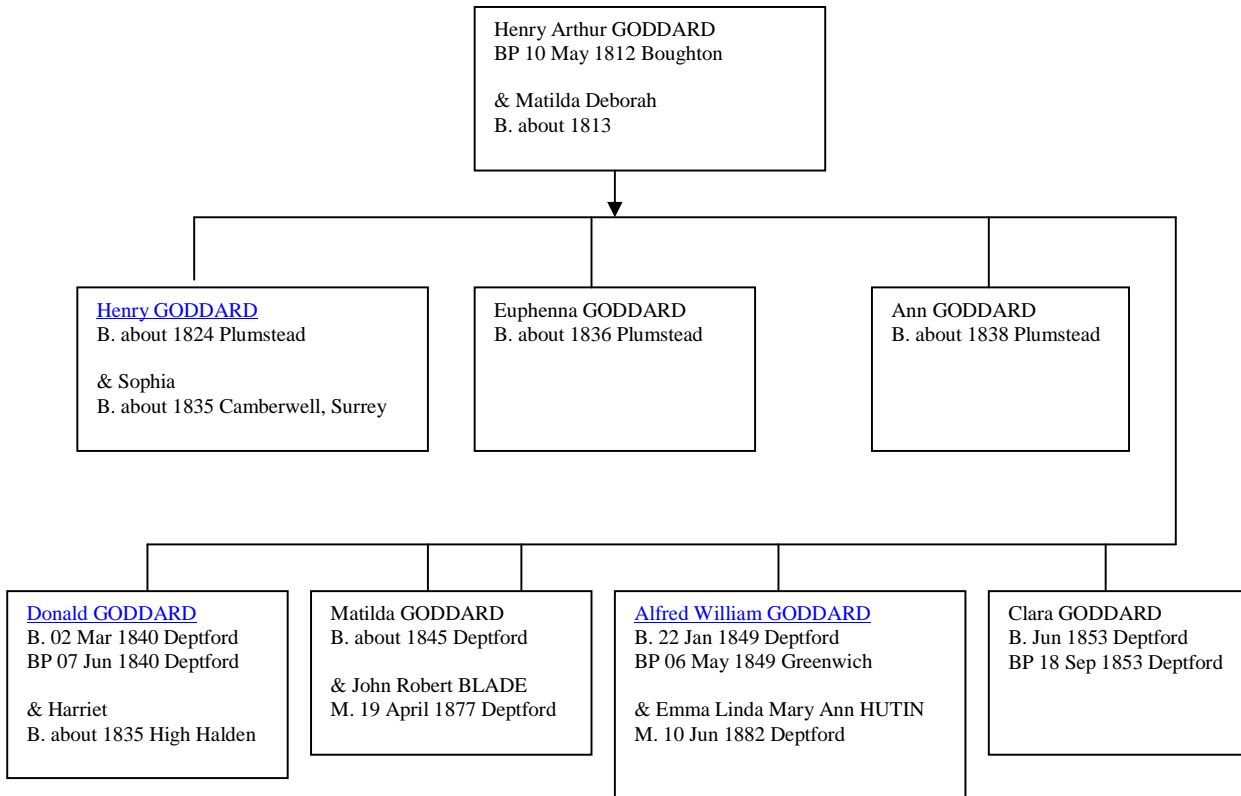 Henry Arthur GODDARD
BP 10 May 1812 Boughton
& Matilda Deborah
B. about 1813
Henry GODDARD
B. about 1824 Plumstead
& Sophia
B. about 1835 Camberwell, Surrey
Euphenna GODDARD
B. about 1836 Plumstead
Ann GODDARD
B. about 1838 Plumstead
Donald GODDARD
B. 02 Mar 1840 Deptford
BP 07 Jun 1840 Deptford
& Harriet
B. about 1835 High Halden
Matilda GODDARD
B. about 1845 Deptford
& John Robert BLADE
M. 19 April 1877 Deptford
Alfred William GODDARD
B. 22 Jan 1849 Deptford
BP 06 May 1849 Greenwich
& Emma Linda Mary Ann HUTIN
M. 10 Jun 1882 Deptford
Clara GODDARD
B. Jun 1853 Deptford
BP 18 Sep 1853 Deptford